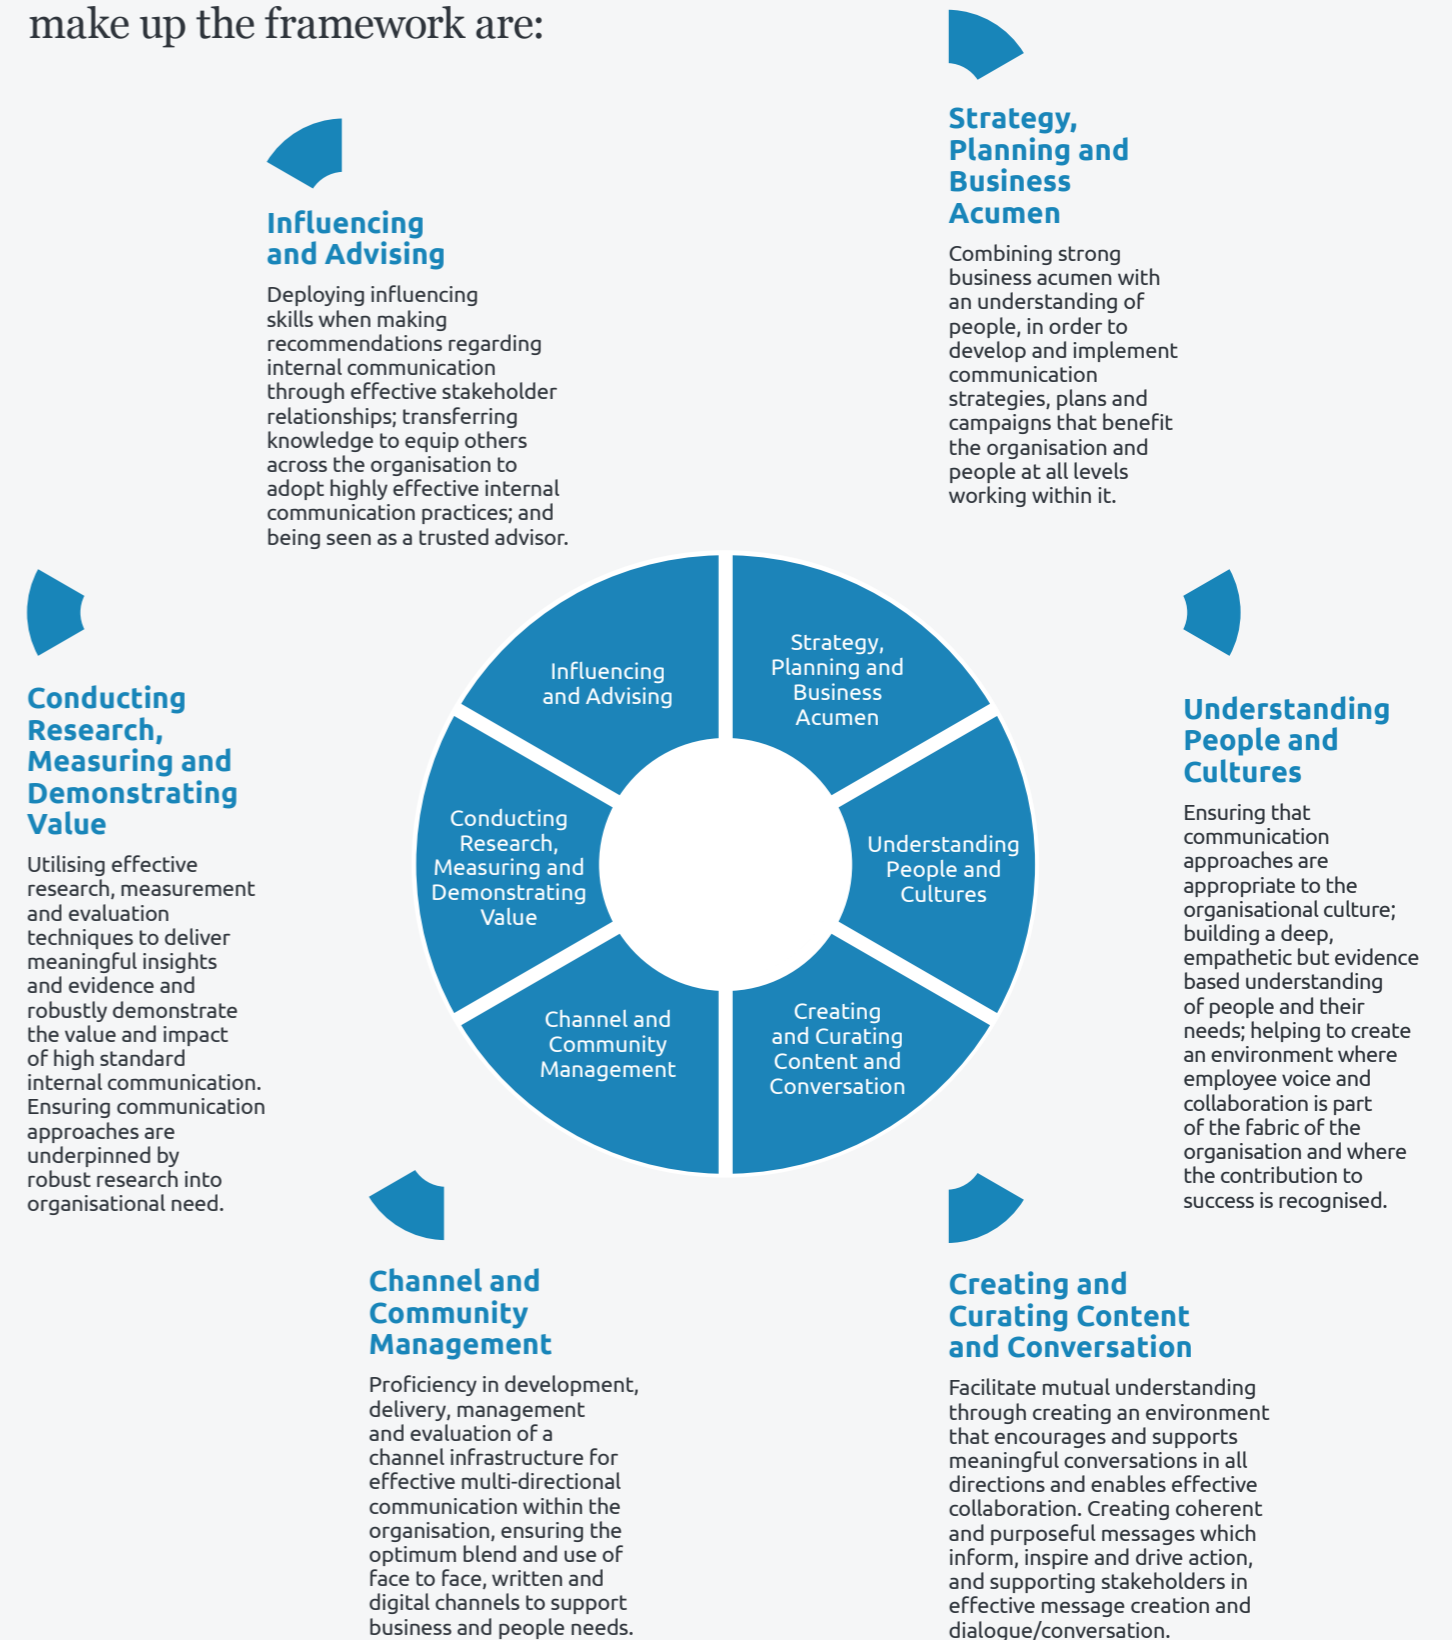 make up the framework are:
Strategy,
Planning and
Business
Acumen
Combining strong
business acumen with
an understanding of
people, in order to
develop and implement
communication
strategies, plans and
campaigns that benefit
the organisation and
people at all levels
working within it.
Influencing
and Advising
Deploying influencing
skills when making
recommendations regarding
internal communication
through effective stakeholder
relationships; transferring
knowledge to equip others
across the organisation to
adopt highly effective internal
communication practices; and
being seen as a trusted advisor.
Influencing
and Advising
Strategy,
Planning and
Business
Acumen
Conducting
Research,
Measuring and
Demonstrating
Value
Understanding
People and
Cultures
Channel and
Community
Management
Creating
and Curating
Content and
Conversation
Conducting
Research,
Measuring and
Demonstrating
Value
Utilising effective
research, measurement
and evaluation
techniques to deliver
meaningful insights
and evidence and
robustly demonstrate
the value and impact
of high standard
internal communication.
Ensuring communication
approaches are
underpinned by
robust research into
organisational need.
Understanding
People and
Cultures
Ensuring that
communication
approaches are
appropriate to the
organisational culture;
building a deep,
empathetic but evidence
based understanding
of people and their
needs; helping to create
an environment where
employee voice and
collaboration is part
of the fabric of the
organisation and where
the contribution to
success is recognised.
Channel and
Community
Management
Proficiency in development,
delivery, management
and evaluation of a
channel infrastructure for
effective multi-directional
communication within the
organisation, ensuring the
optimum blend and use of
face to face, written and
digital channels to support
business and people needs.
Creating and
Curating Content
and Conversation
Facilitate mutual understanding
through creating an environment
that encourages and supports
meaningful conversations in all
directions and enables effective
collaboration. Creating coherent
and purposeful messages which
inform, inspire and drive action,
and supporting stakeholders in
effective message creation and
dialogue/conversation.